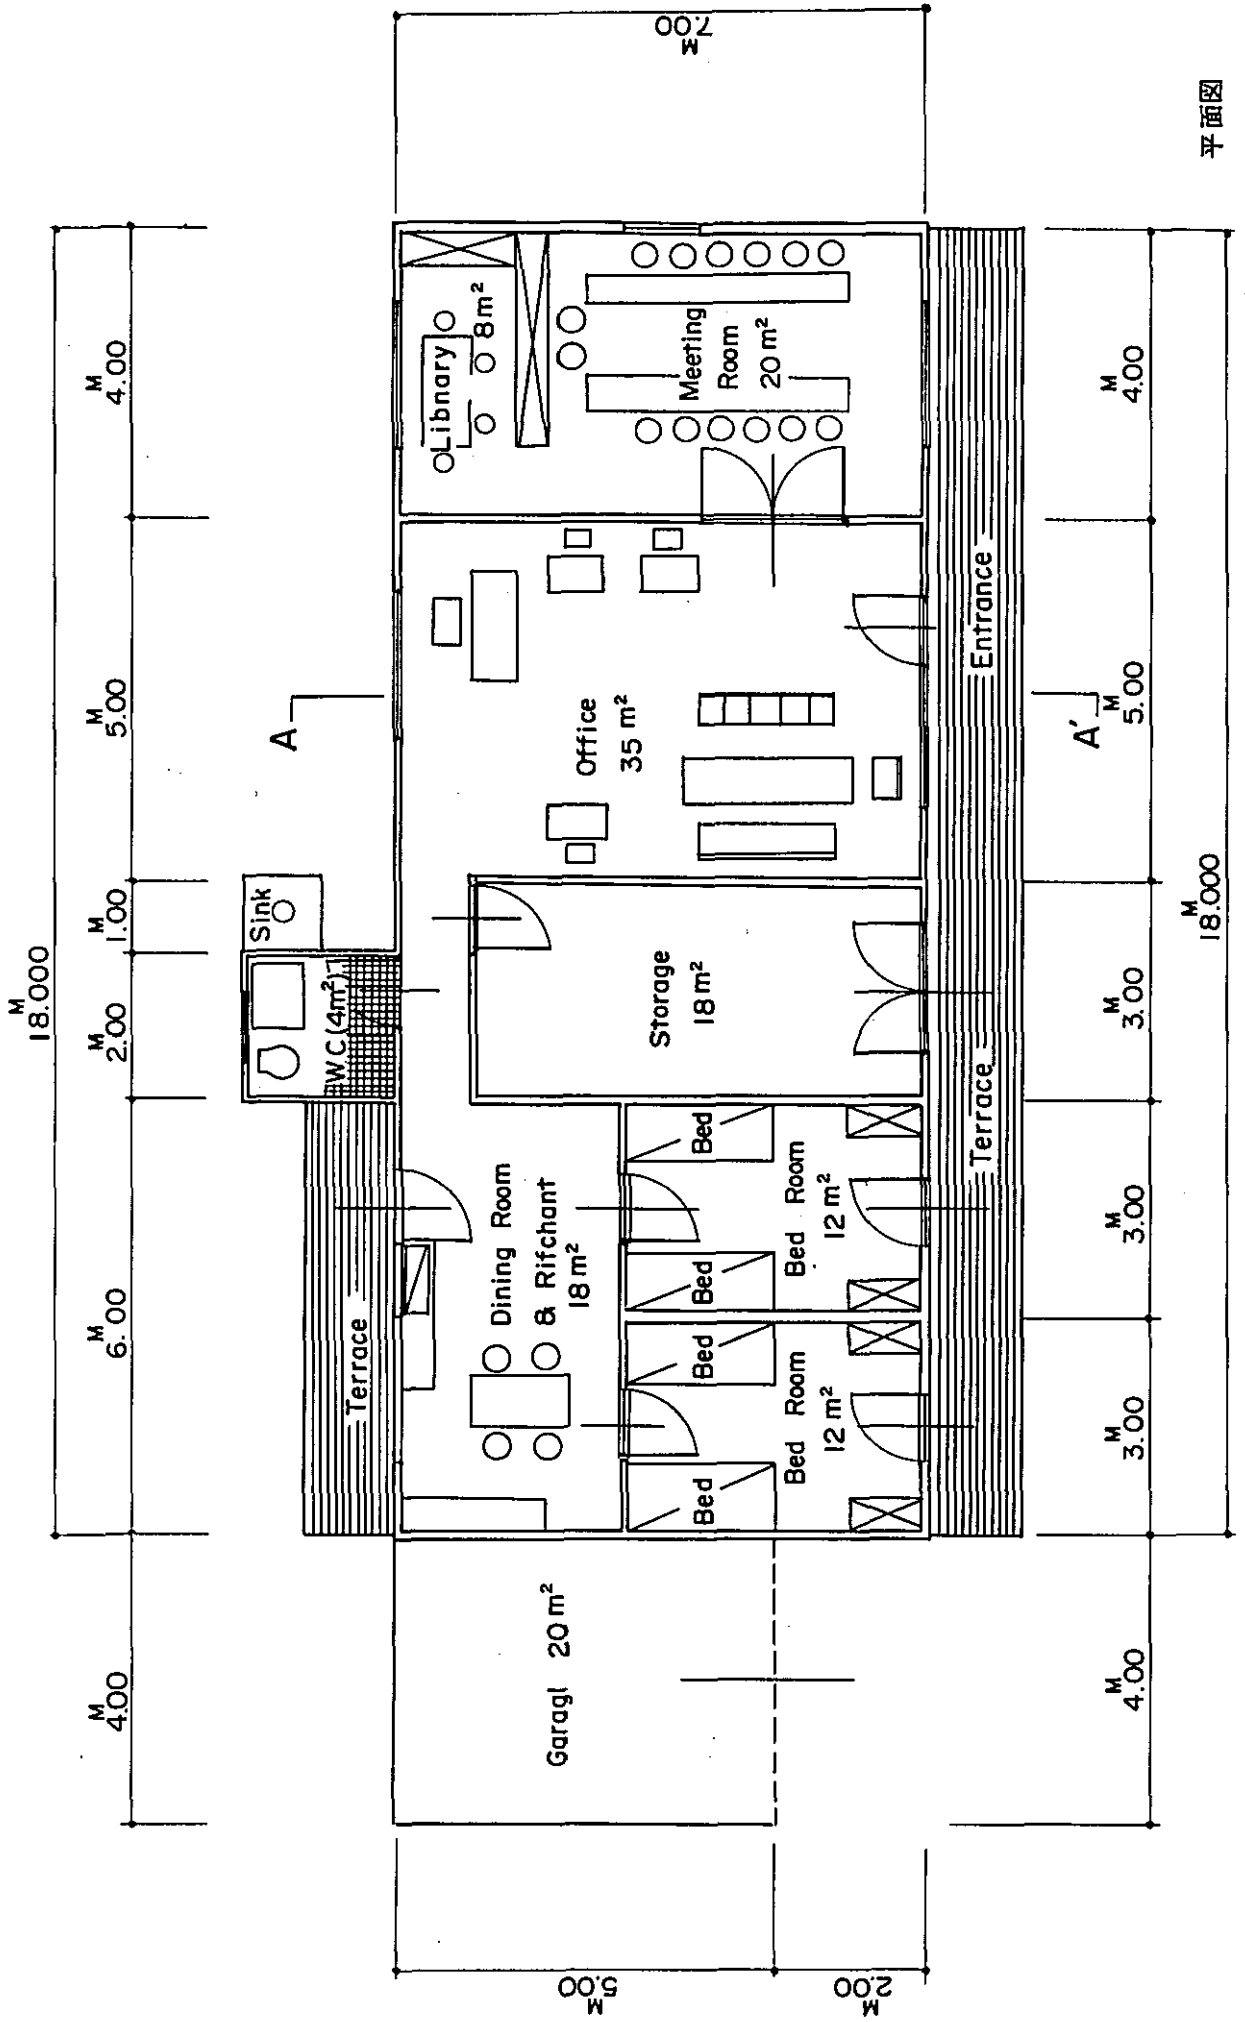 M
18.000
M
4.00
M
6.00
M
2.00
M
1.00
M
5.00
M
4.00
Sink
A
WC(4m²)
Terrace
Garagl 20m²
Dining Room
& Rifchant
18m²
Bed
Bed
Bed
Bed
Bed Room
12m²
Bed Room
12m²
Storage
18m²
Office
35m²
Libnary
8m²
Meeting
Room
20m²
Terrace
Entrance
A'
M
4.00
M
3.00
M
3.00
M
3.00
M
5.00
M
4.00
M
18.000
M
5.00
M
2.00
M
7.00
平面図